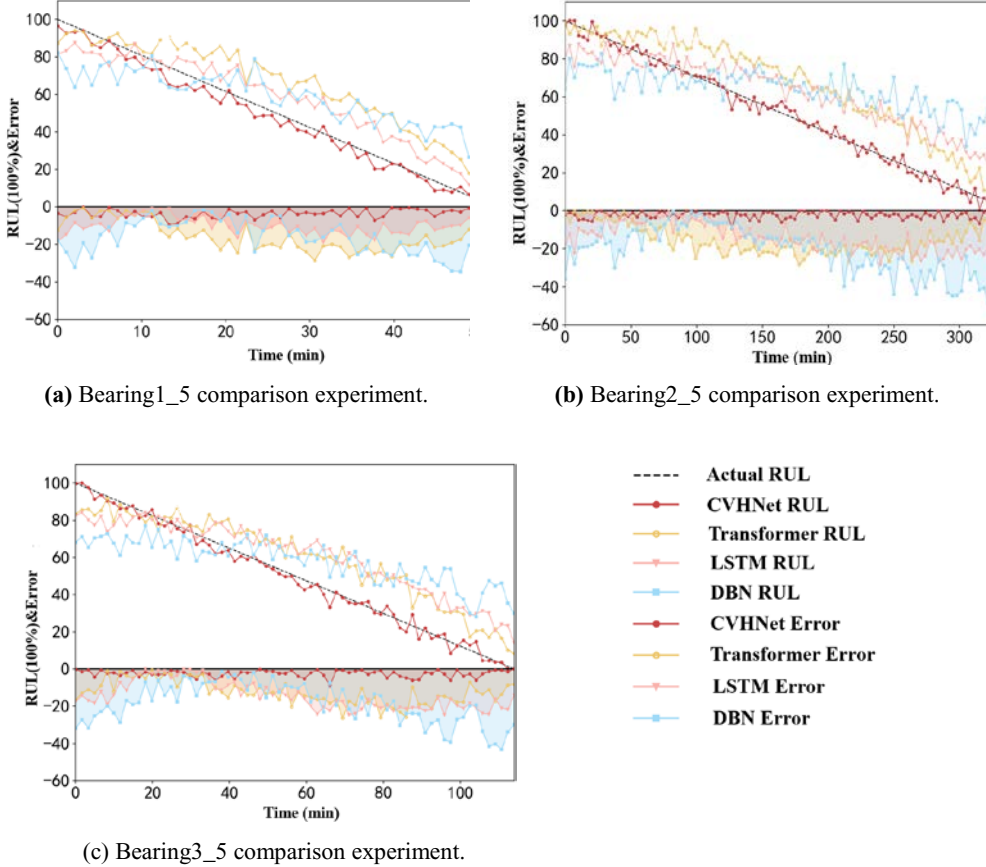 100
80
60
40
20
0
−20
−40
−60
RUL(100%)&Error
0 10 20 30 40
Time (min)
(a) Bearing1_5 comparison experiment.
100
80
60
40
20
0
−20
−40
−60
RUL(100%)&Error
0 50 100 150 200 250 300
Time (min)
(b) Bearing2_5 comparison experiment.
100
80
60
40
20
0
−20
−40
−60
RUL(100%)&Error
0 20 40 60 80 100
Time (min)
(c) Bearing3_5 comparison experiment.
Actual RUL
CVHNet RUL
Transformer RUL
LSTM RUL
DBN RUL
CVHNet Error
Transformer Error
LSTM Error
DBN Error